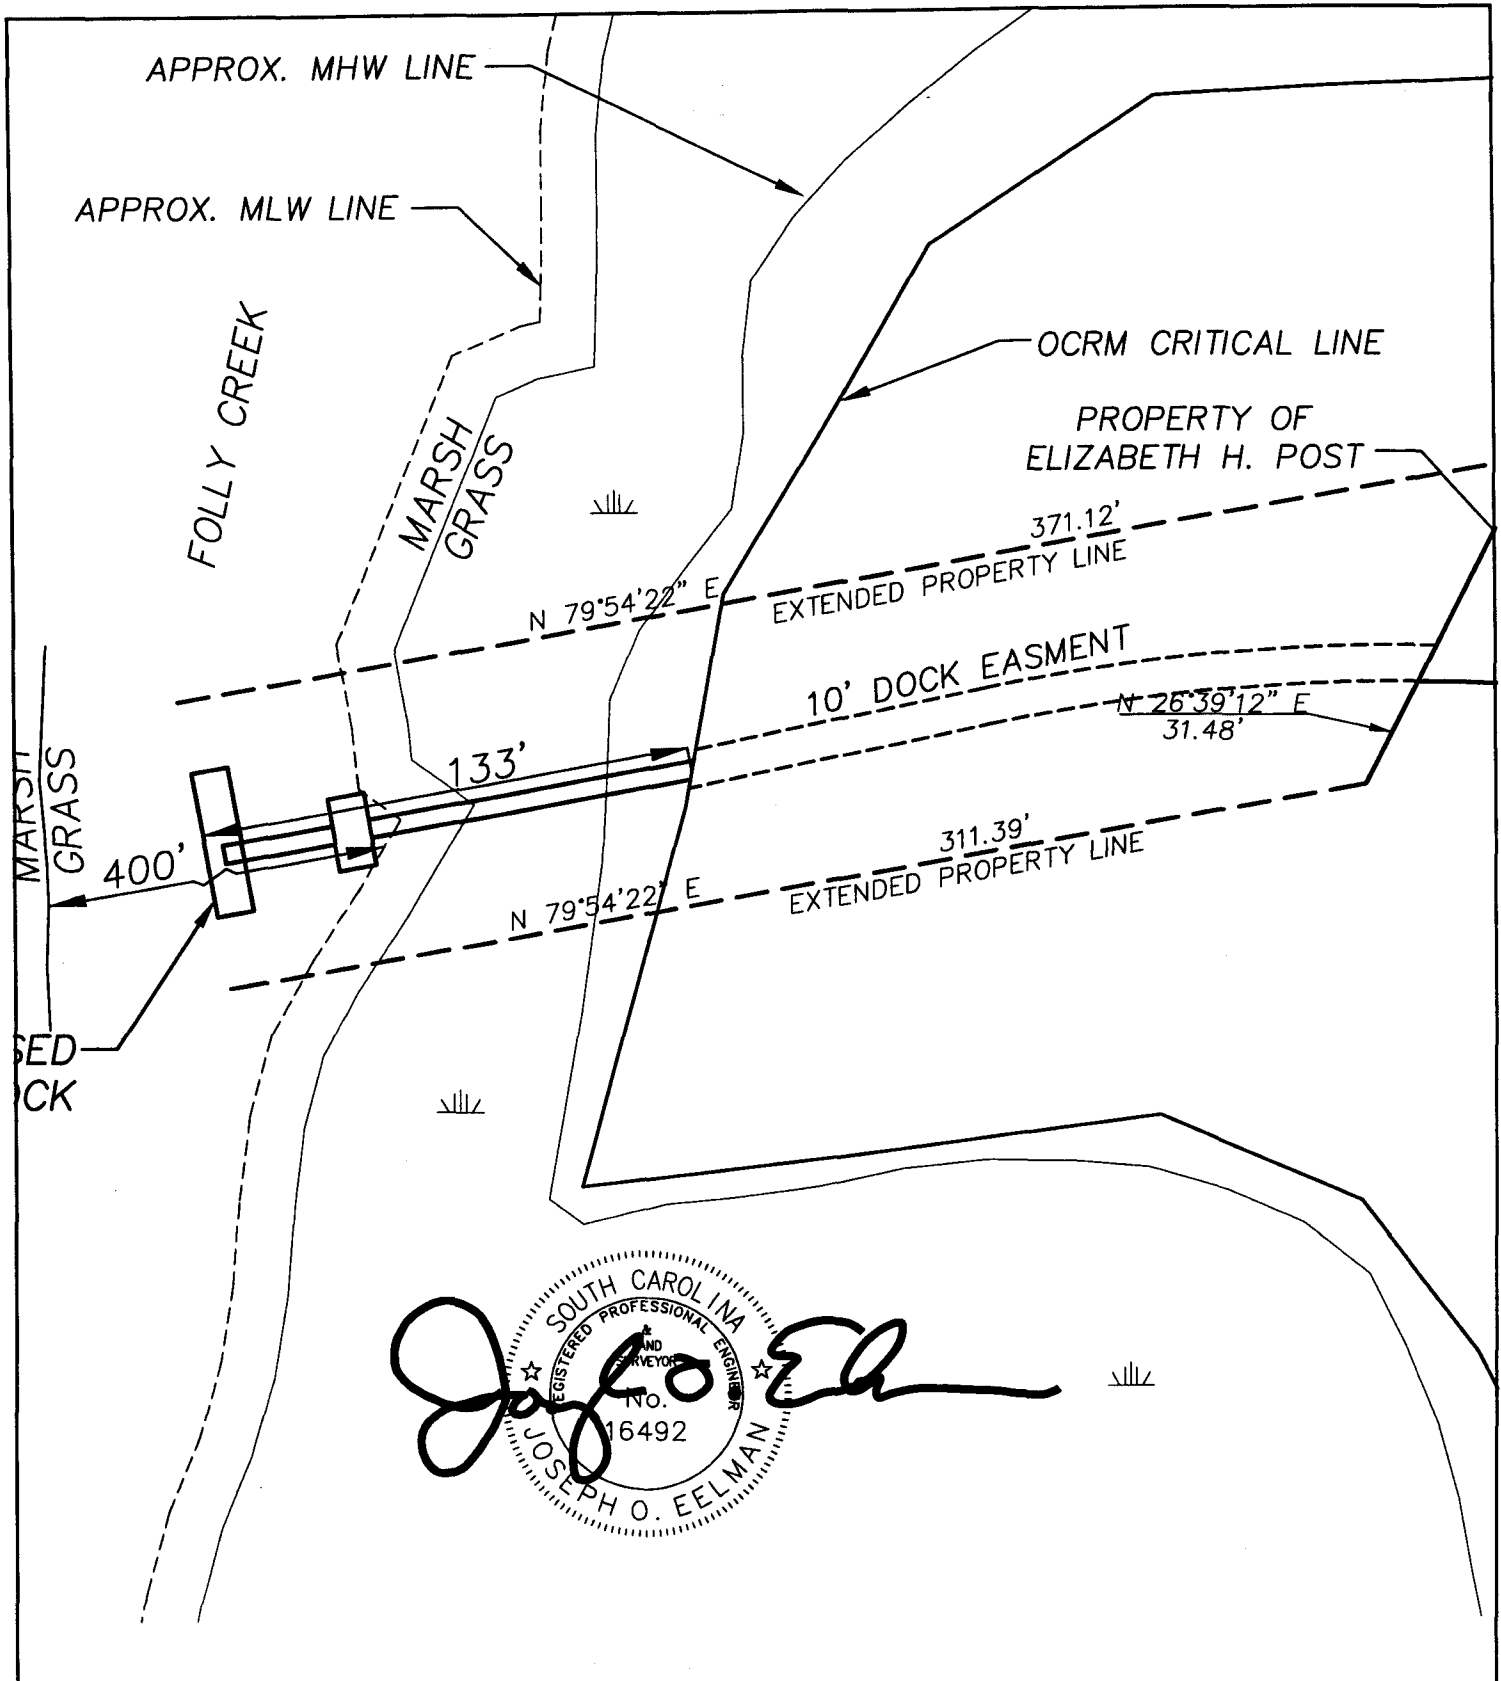 APPROX. MHW LINE
APPROX. MLW LINE
FOLLY CREEK
OCRM CRITICAL LINE
PROPERTY OF
ELIZABETH H. POST
MARSH
GRASS
371.12'
N 79°54'22" E
EXTENDED PROPERTY LINE
10' DOCK EASMENT
N 26°39'12" E
31.48'
133'
MARSH
GRASS
400'
311.39'
N 79°54'22" E
EXTENDED PROPERTY LINE
SED
CK
SOUTH CAROLINA
REGISTERED PROFESSIONAL ENGINEER
&
LAND
SURVEYOR
No.
16492
JOSEPH O. EELMAN